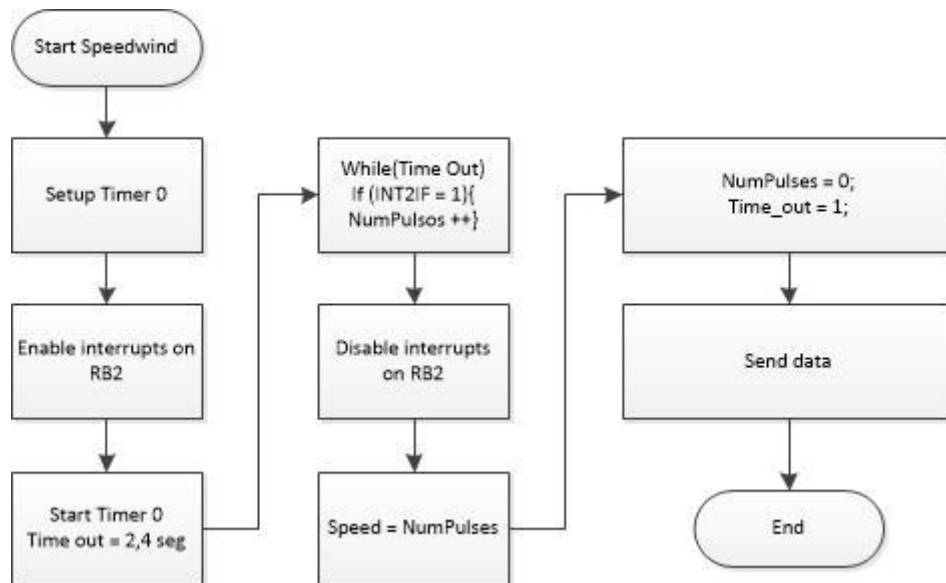 Start Speedwind
Setup Timer 0
Enable interrupts on
RB2
Start Timer 0
Time out = 2,4 seg
While(Time Out)
If (INT2IF = 1){
NumPulsos ++}
Disable interrupts
on RB2
Speed = NumPulses
NumPulses = 0;
Time_out = 1;
Send data
End